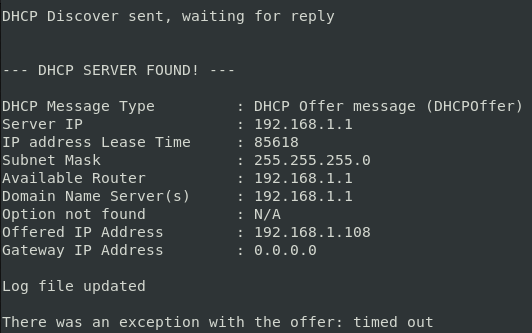 DHCP Discover sent, waiting for reply
--- DHCP SERVER FOUND! ---
DHCP Message Type : DHCP Offer message (DHCPOffer)
Server IP : 192.168.1.1
IP address Lease Time : 85618
Subnet Mask : 255.255.255.0
Available Router : 192.168.1.1
Domain Name Server(s) : 192.168.1.1
Option not found : N/A
Offered IP Address : 192.168.1.108
Gateway IP Address : 0.0.0.0
Log file updated
There was an exception with the offer: timed out